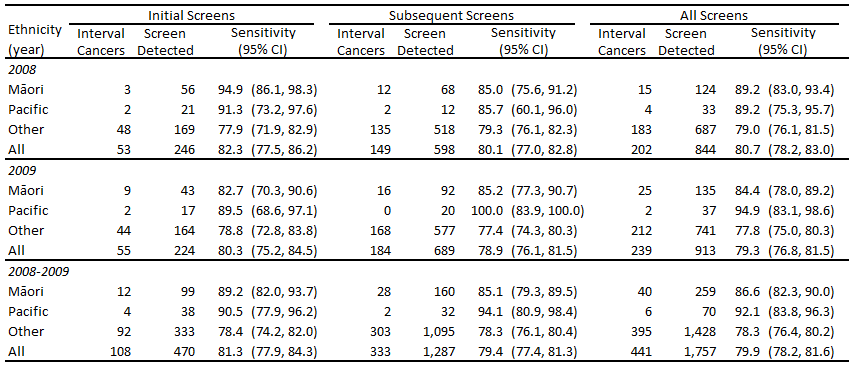 Ethnicity (year) Initial Screens Subsequent Screens All Screens
Interval Cancers Screen Detected Sensitivity (95% CI) Interval Cancers Screen Detected Sensitivity (95% CI) Interval Cancers Screen Detected Sensitivity (95% CI)
2008
Māori 3 56 94.9 (86.1, 98.3) 12 68 85.0 (75.6, 91.2) 15 124 89.2 (83.0, 93.4)
Pacific 2 21 91.3 (73.2, 97.6) 2 12 85.7 (60.1, 96.0) 4 33 89.2 (75.3, 95.7)
Other 48 169 77.9 (71.9, 82.9) 135 518 79.3 (76.1, 82.3) 183 687 79.0 (76.1, 81.5)
All 53 246 82.3 (77.5, 86.2) 149 598 80.1 (77.0, 82.8) 202 844 80.7 (78.2, 83.0)
2009
Māori 9 43 82.7 (70.3, 90.6) 16 92 85.2 (77.3, 90.7) 25 135 84.4 (78.0, 89.2)
Pacific 2 17 89.5 (68.6, 97.1) 0 20 100.0 (83.9, 100.0) 2 37 94.9 (83.1, 98.6)
Other 44 164 78.8 (72.8, 83.8) 168 577 77.4 (74.3, 80.3) 212 741 77.8 (75.0, 80.3)
All 55 224 80.3 (75.2, 84.5) 184 689 78.9 (76.1, 81.5) 239 913 79.3 (76.8, 81.5)
2008-2009
Māori 12 99 89.2 (82.0, 93.7) 28 160 85.1 (79.3, 89.5) 40 259 86.6 (82.3, 90.0)
Pacific 4 38 90.5 (77.9, 96.2) 2 32 94.1 (80.9, 98.4) 6 70 92.1 (83.8, 96.3)
Other 92 333 78.4 (74.2, 82.0) 303 1,095 78.3 (76.1, 80.4) 395 1,428 78.3 (76.4, 80.2)
All 108 470 81.3 (77.9, 84.3) 333 1,287 79.4 (77.4, 81.3) 441 1,757 79.9 (78.2, 81.6)